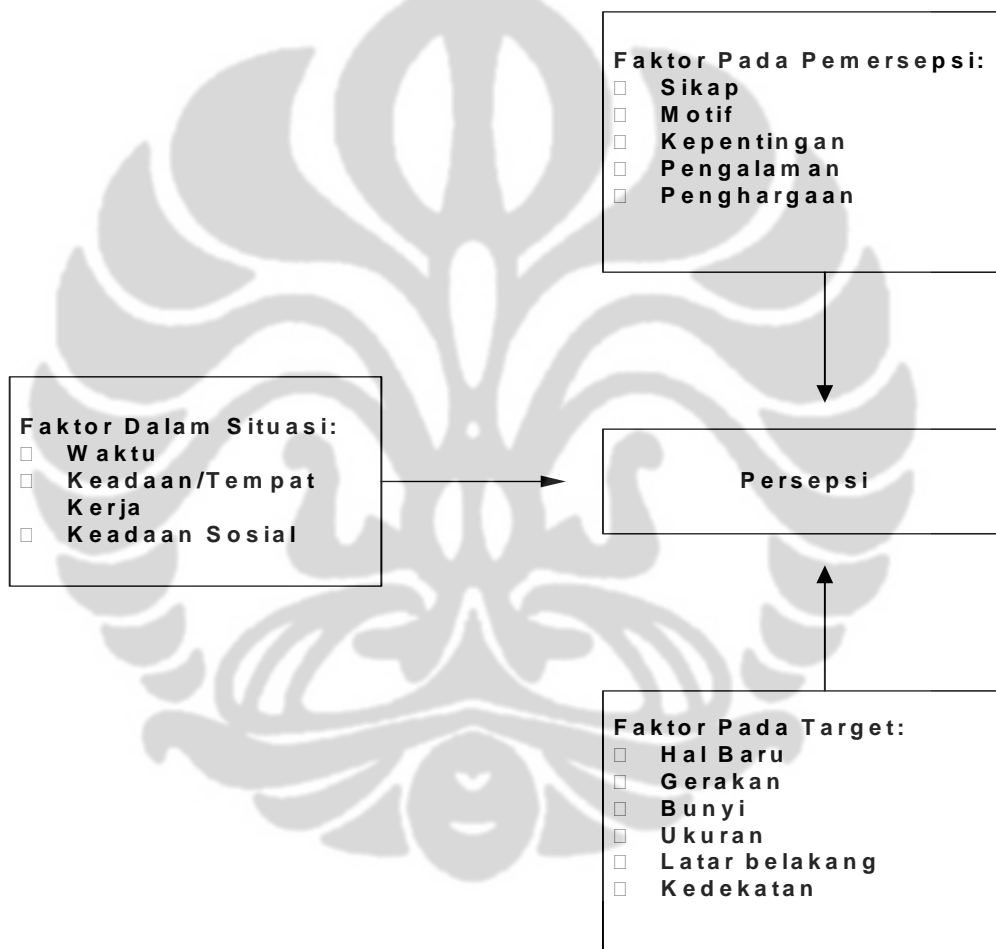 Faktor Pada Pemersepsi:
Sikap
Motif
Kepentingan
Pengalaman
Penghargaan
Faktor Dalam Situasi:
Waktu
Keadaan/Tempat
Kerja
Keadaan Sosial
Persepsi
Faktor Pada Target:
Hal Baru
Gerakan
Bunyi
Ukuran
Latar belakang
Kedekatan